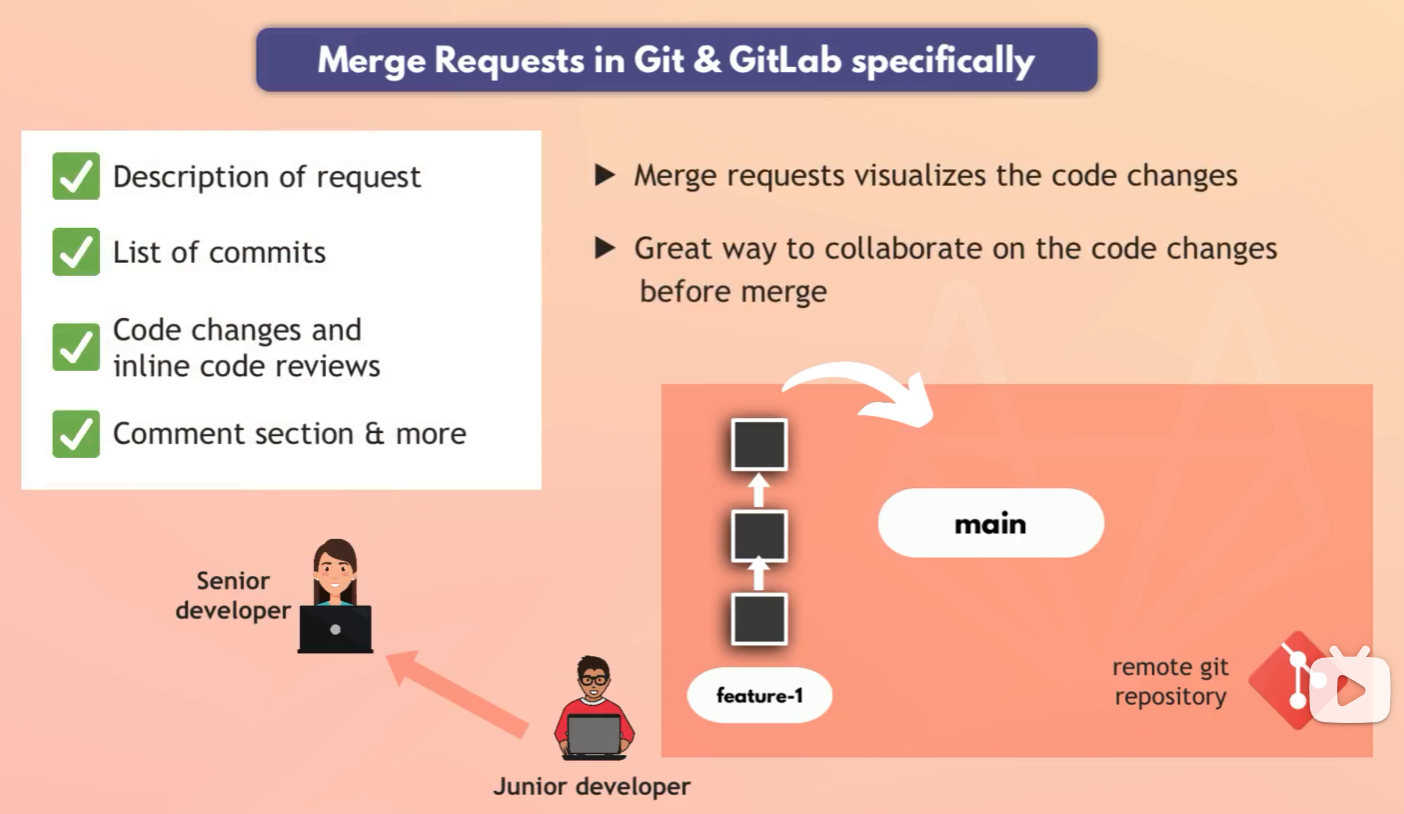 Merge Requests in Git & GitLab specifically
Description of request
List of commits
Code changes and
inline code reviews
Comment section & more
▶ Merge requests visualizes the code changes
▶ Great way to collaborate on the code changes
before merge
main
feature-1
remote git
repository
Senior
developer
Junior developer